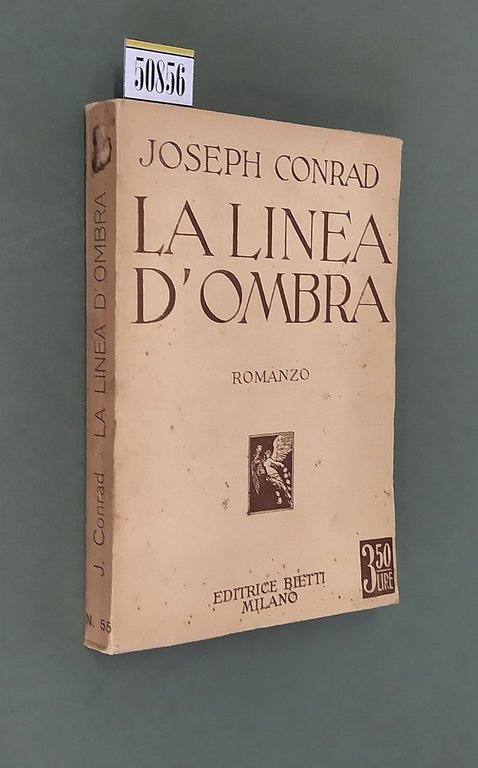 50856
JOSEPH CONRAD
LA LINEA
D'OMBRA
ROMANZO
EDITRICE BIETTI
MILANO
3,50
LIRE
J. Conrad - LA LINEA D'OMBRA
N. 55